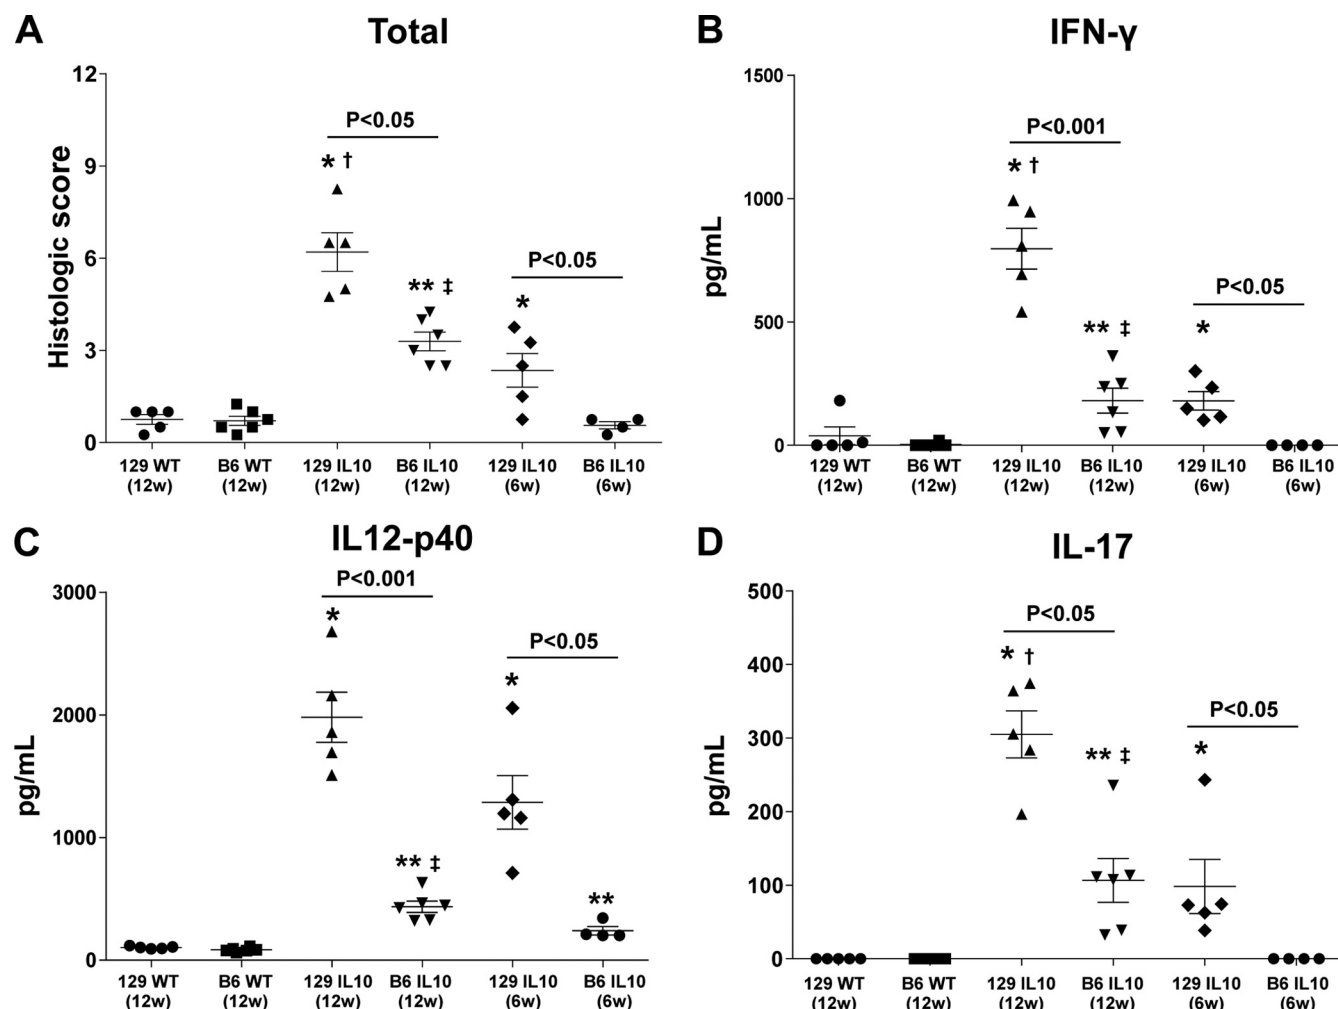 A
Total
Histologic score
12
9
6
3
0
P<0.05
* †
** ‡
P<0.05
*
129 WT
(12w)
B6 WT
(12w)
129 IL10
(12w)
B6 IL10
(12w)
129 IL10
(6w)
B6 IL10
(6w)
B
IFN-γ
pg/mL
1500
1000
500
0
P<0.001
* †
** ‡
P<0.05
*
129 WT
(12w)
B6 WT
(12w)
129 IL10
(12w)
B6 IL10
(12w)
129 IL10
(6w)
B6 IL10
(6w)
C
IL12-p40
pg/mL
3000
2000
1000
0
P<0.001
*
** ‡
P<0.05
*
**
129 WT
(12w)
B6 WT
(12w)
129 IL10
(12w)
B6 IL10
(12w)
129 IL10
(6w)
B6 IL10
(6w)
D
IL-17
pg/mL
500
400
300
200
100
0
P<0.05
* †
** ‡
P<0.05
*
129 WT
(12w)
B6 WT
(12w)
129 IL10
(12w)
B6 IL10
(12w)
129 IL10
(6w)
B6 IL10
(6w)